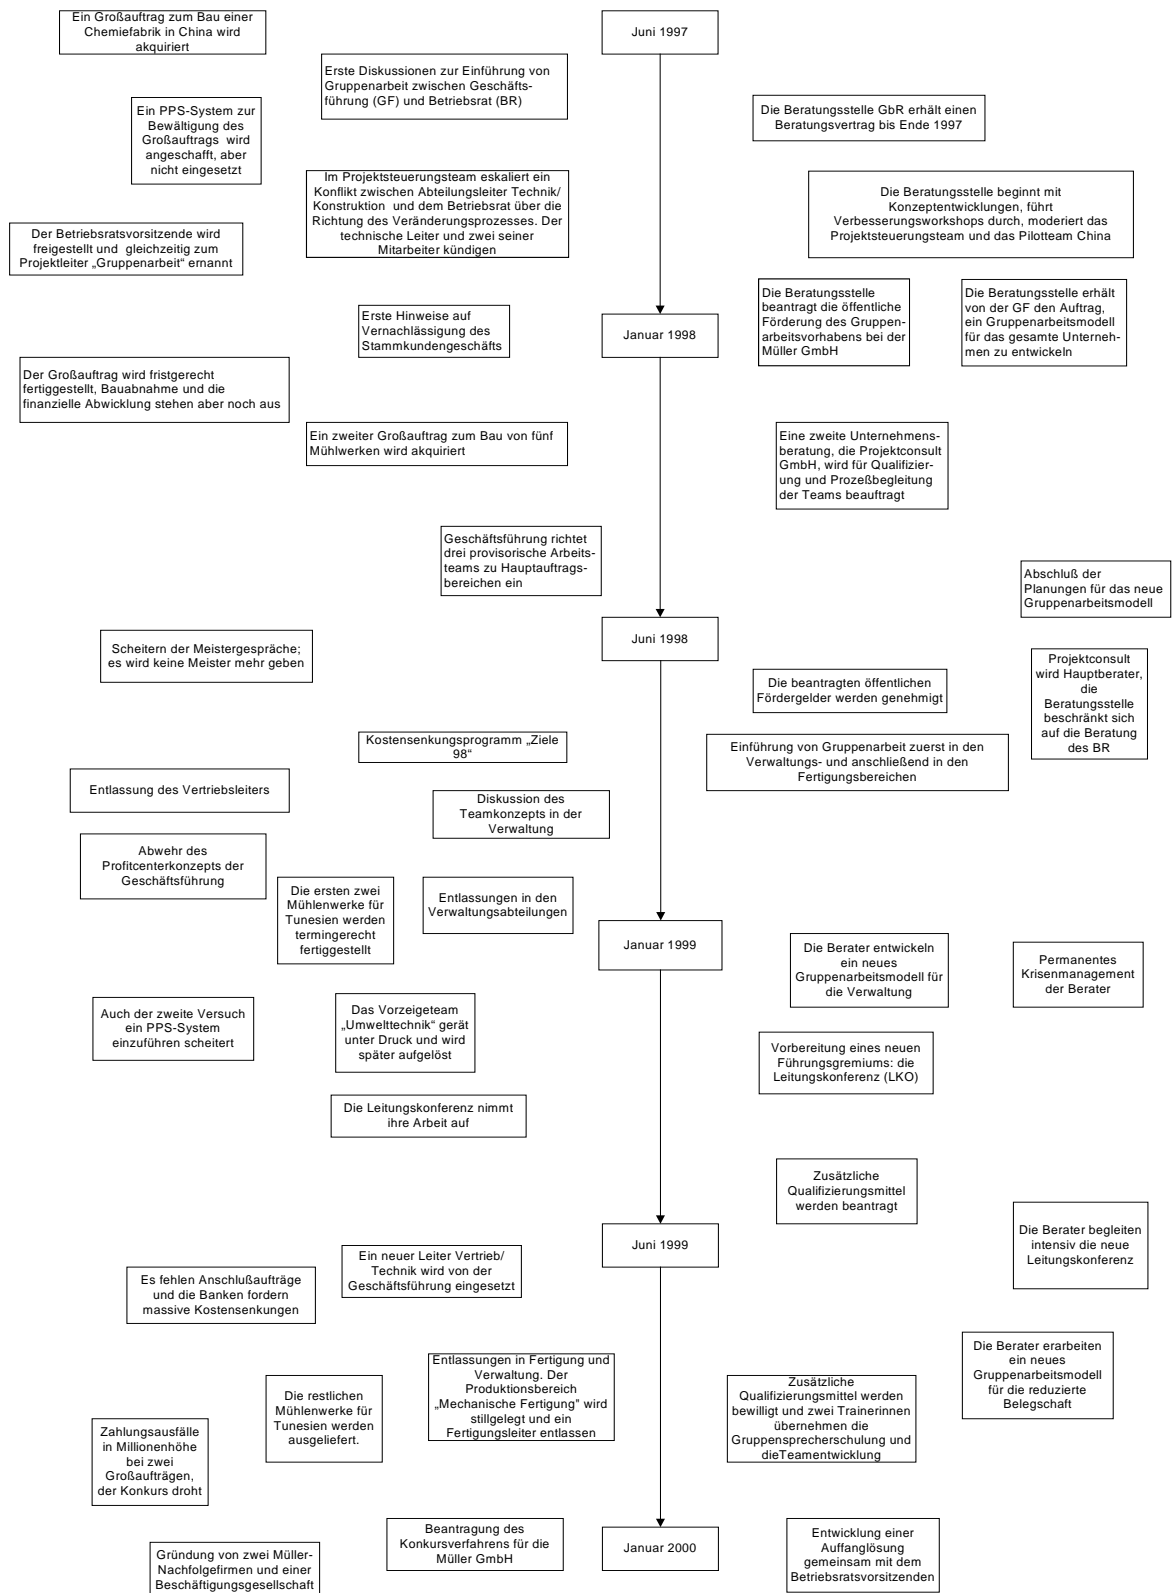 Ein Großauftrag zum Bau einer
Chemiefabrik in China wird
akquiriert
Juni 1997
Erste Diskussionen zur Einführung von
Gruppenarbeit zwischen Geschäfts-
führung (GF) und Betriebsrat (BR)
Ein PPS-System zur
Bewältigung des
Großauftrags wird
angeschafft, aber
nicht eingesetzt
Die Beratungsstelle GbR erhält einen
Beratungsvertrag bis Ende 1997
Im Projektsteuerungsteam eskaliert ein
Konflikt zwischen Abteilungsleiter Technik/
Konstruktion und dem Betriebsrat über die
Richtung des Veränderungsprozesses. Der
technische Leiter und zwei seiner
Mitarbeiter kündigen
Die Beratungsstelle beginnt mit
Konzeptentwicklungen, führt
Verbesserungsworkshops durch, moderiert das
Projektsteuerungsteam und das Pilotteam China
Der Betriebsratsvorsitzende wird
freigestellt und gleichzeitig zum
Projektleiter „Gruppenarbeit“ ernannt
Erste Hinweise auf
Vernachlässigung des
Stammkundengeschäfts
Januar 1998
Die Beratungsstelle
beantragt die öffentliche
Förderung des Gruppen-
arbeitsvorhabens bei der
Müller GmbH
Die Beratungsstelle erhält
von der GF den Auftrag,
ein Gruppenarbeitsmodell
für das gesamte Unterneh-
men zu entwickeln
Der Großauftrag wird fristgerecht
fertiggestellt, Bauabnahme und die
finanzielle Abwicklung stehen aber noch aus
Ein zweiter Großauftrag zum Bau von fünf
Mühlwerken wird akquiriert
Eine zweite Unternehmens-
beratung, die Projektconsult
GmbH, wird für Qualifizier-
ung und Prozeßbegleitung
der Teams beauftragt
Geschäftsführung richtet
drei provisorische Arbeits-
teams zu Hauptauftrags-
bereichen ein
Abschluß der
Planungen für das neue
Gruppenarbeitsmodell
Juni 1998
Scheitern der Meistergespräche;
es wird keine Meister mehr geben
Die beantragten öffentlichen
Fördergelder werden genehmigt
Projektconsult
wird Hauptberater,
die
Beratungsstelle
beschränkt sich
auf die Beratung
des BR
Kostensenkungsprogramm „Ziele
98“
Einführung von Gruppenarbeit zuerst in den
Verwaltungs- und anschließend in den
Fertigungsbereichen
Entlassung des Vertriebsleiters
Diskussion des
Teamkonzepts in der
Verwaltung
Abwehr des
Profitcenterkonzepts der
Geschäftsführung
Die ersten zwei
Mühlenwerke für
Tunesien werden
termingerecht
fertiggestellt
Entlassungen in den
Verwaltungsabteilungen
Januar 1999
Die Berater entwickeln
ein neues
Gruppenarbeitsmodell für
die Verwaltung
Permanentes
Krisenmanagement
der Berater
Auch der zweite Versuch
ein PPS-System
einzuführen scheitert
Das Vorzeigeteam
„Umwelttechnik“ gerät
unter Druck und wird
später aufgelöst
Vorbereitung eines neuen
Führungsgremiums: die
Leitungskonferenz (LKO)
Die Leitungskonferenz nimmt
ihre Arbeit auf
Zusätzliche
Qualifizierungsmittel
werden beantragt
Juni 1999
Die Berater begleiten
intensiv die neue
Leitungskonferenz
Ein neuer Leiter Vertrieb/
Technik wird von der
Geschäftsführung eingesetzt
Es fehlen Anschlußaufträge
und die Banken fordern
massive Kostensenkungen
Die Berater erarbeiten
ein neues
Gruppenarbeitsmodell
für die reduzierte
Belegschaft
Entlassungen in Fertigung und
Verwaltung. Der
Produktionsbereich
„Mechanische Fertigung“ wird
stillgelegt und ein
Fertigungsleiter entlassen
Die restlichen
Mühlenwerke für
Tunesien werden
ausgeliefert.
Zusätzliche
Qualifizierungsmittel werden
bewilligt und zwei Trainerinnen
übernehmen die
Gruppensprecherschulung und
dieTeamentwicklung
Zahlungsausfälle
in Millionenhöhe
bei zwei
Großaufträgen,
der Konkurs droht
Beantragung des
Konkursverfahrens für die
Müller GmbH
Januar 2000
Entwicklung einer
Auffanglösung
gemeinsam mit dem
Betriebsratsvorsitzenden
Gründung von zwei Müller-
Nachfolgefirmen und einer
Beschäftigungsgesellschaft